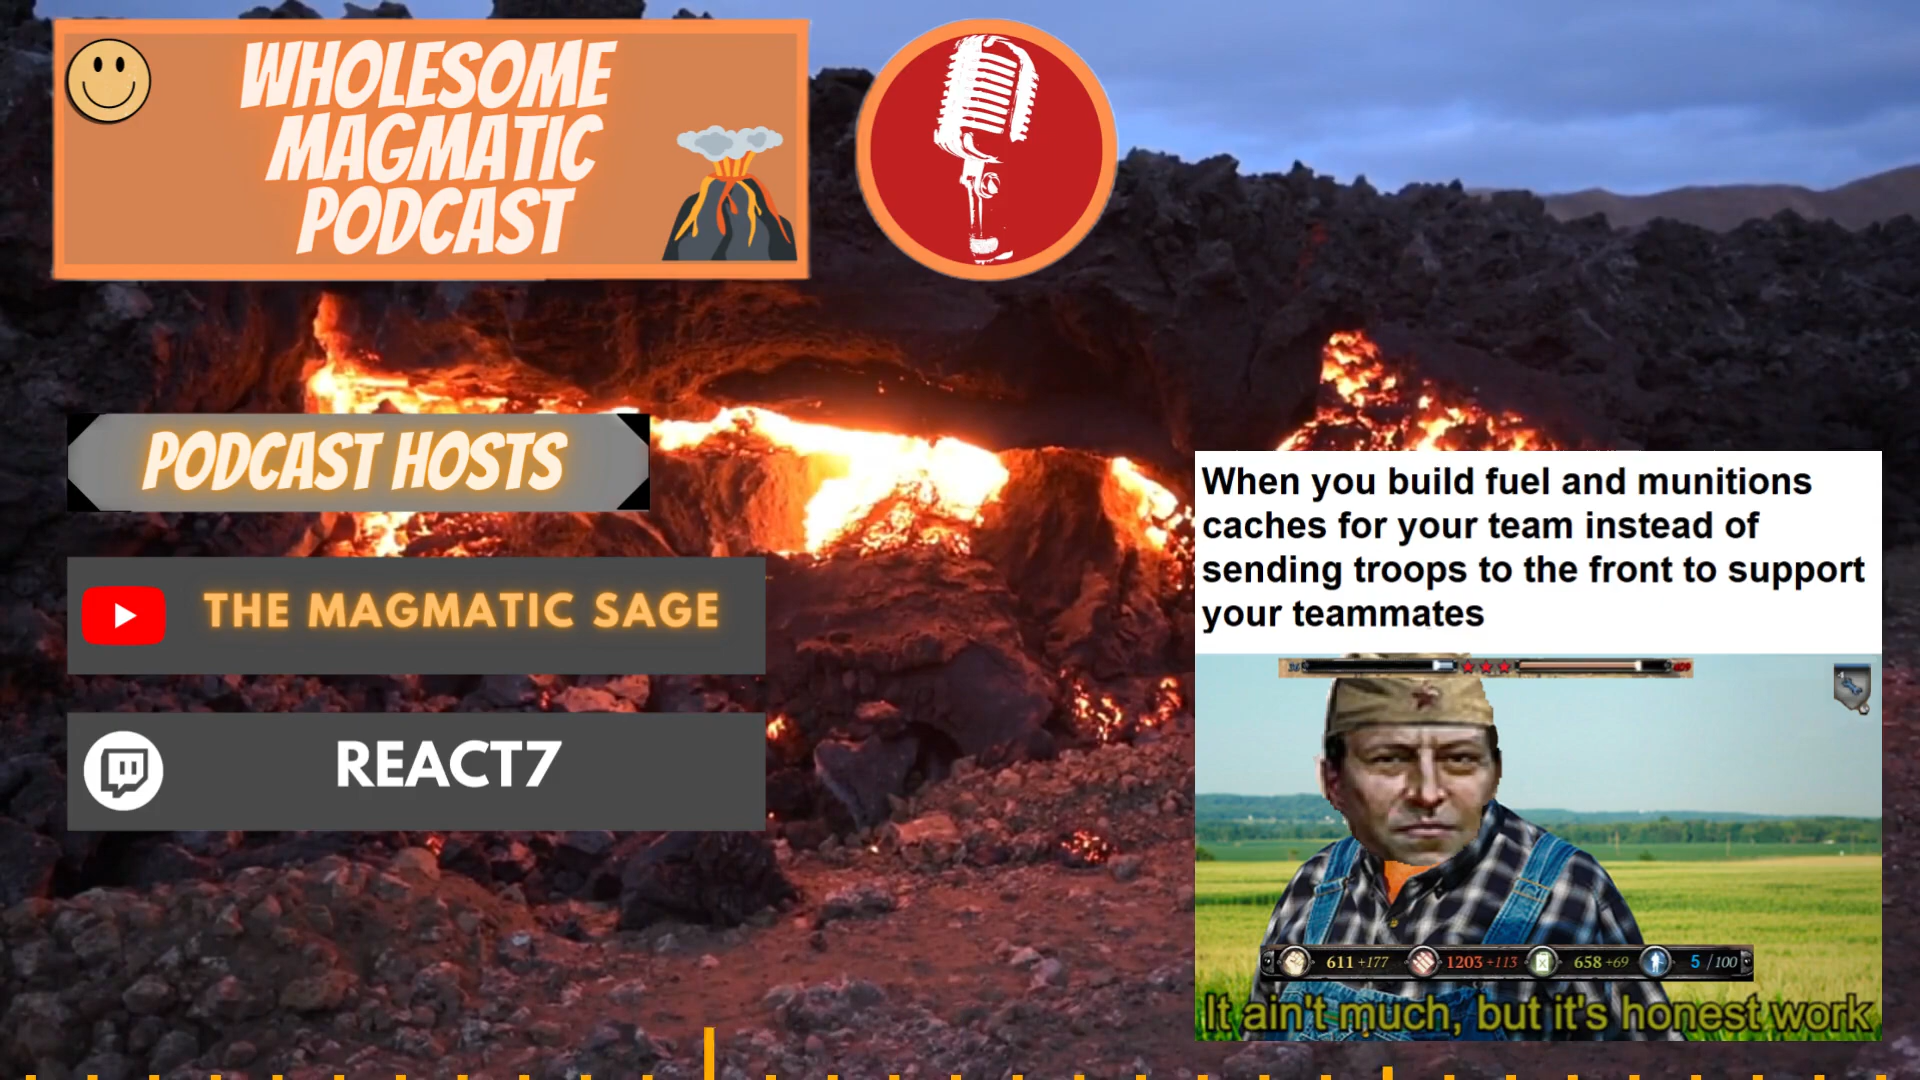 WHOLESOME
MAGMATIC
PODCAST
PODCAST HOSTS
THE MAGMATIC SAGE
REACT7
When you build fuel and munitions
caches for your team instead of
sending troops to the front to support
your teammates
611 +177 1203 +113 658 +69 5 / 100
It ain't much, but it's honest work